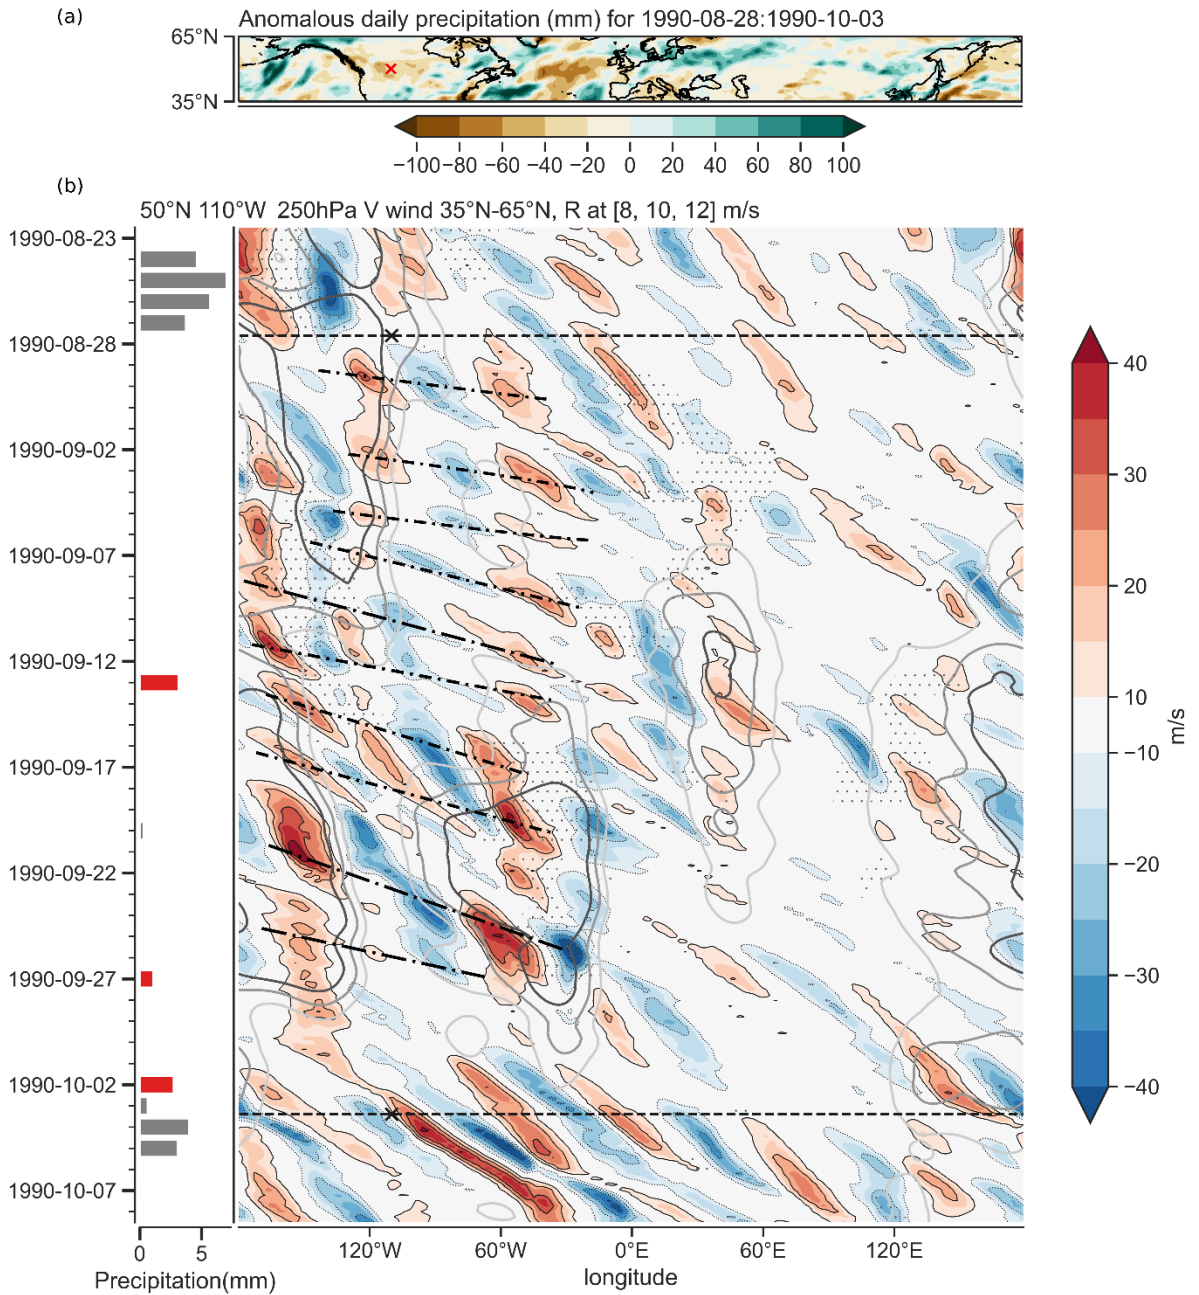 (a)
Anomalous daily precipitation (mm) for 1990-08-28:1990-10-03
65°N
35°N
−100 −80 −60 −40 −20 0 20 40 60 80 100
(b)
50°N 110°W 250hPa V wind 35°N-65°N, R at [8, 10, 12] m/s
1990-08-23
1990-08-28
1990-09-02
1990-09-07
1990-09-12
1990-09-17
1990-09-22
1990-09-27
1990-10-02
1990-10-07
40
30
20
10
−10
−20
−30
−40
m/s
0 5
Precipitation(mm)
120°W 60°W 0°E 60°E 120°E
longitude